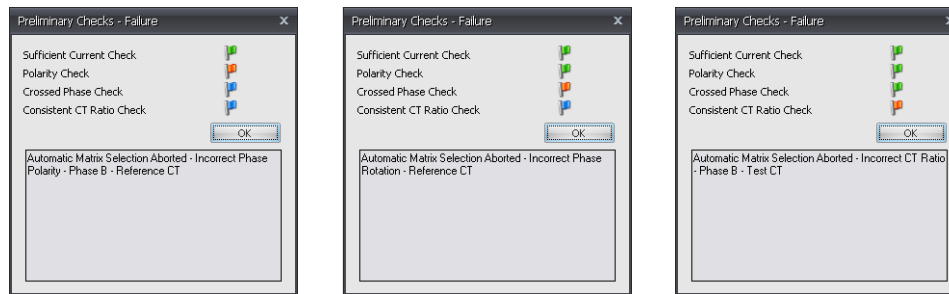 Preliminary Checks - Failure x
Sufficient Current Check
Polarity Check
Crossed Phase Check
Consistent CT Ratio Check
OK
Automatic Matrix Selection Aborted - Incorrect Phase
Polarity - Phase B - Reference CT
Preliminary Checks - Failure x
Sufficient Current Check
Polarity Check
Crossed Phase Check
Consistent CT Ratio Check
OK
Automatic Matrix Selection Aborted - Incorrect Phase
Rotation - Reference CT
Preliminary Checks - Failure x
Sufficient Current Check
Polarity Check
Crossed Phase Check
Consistent CT Ratio Check
OK
Automatic Matrix Selection Aborted - Incorrect CT Ratio
- Phase B - Test CT